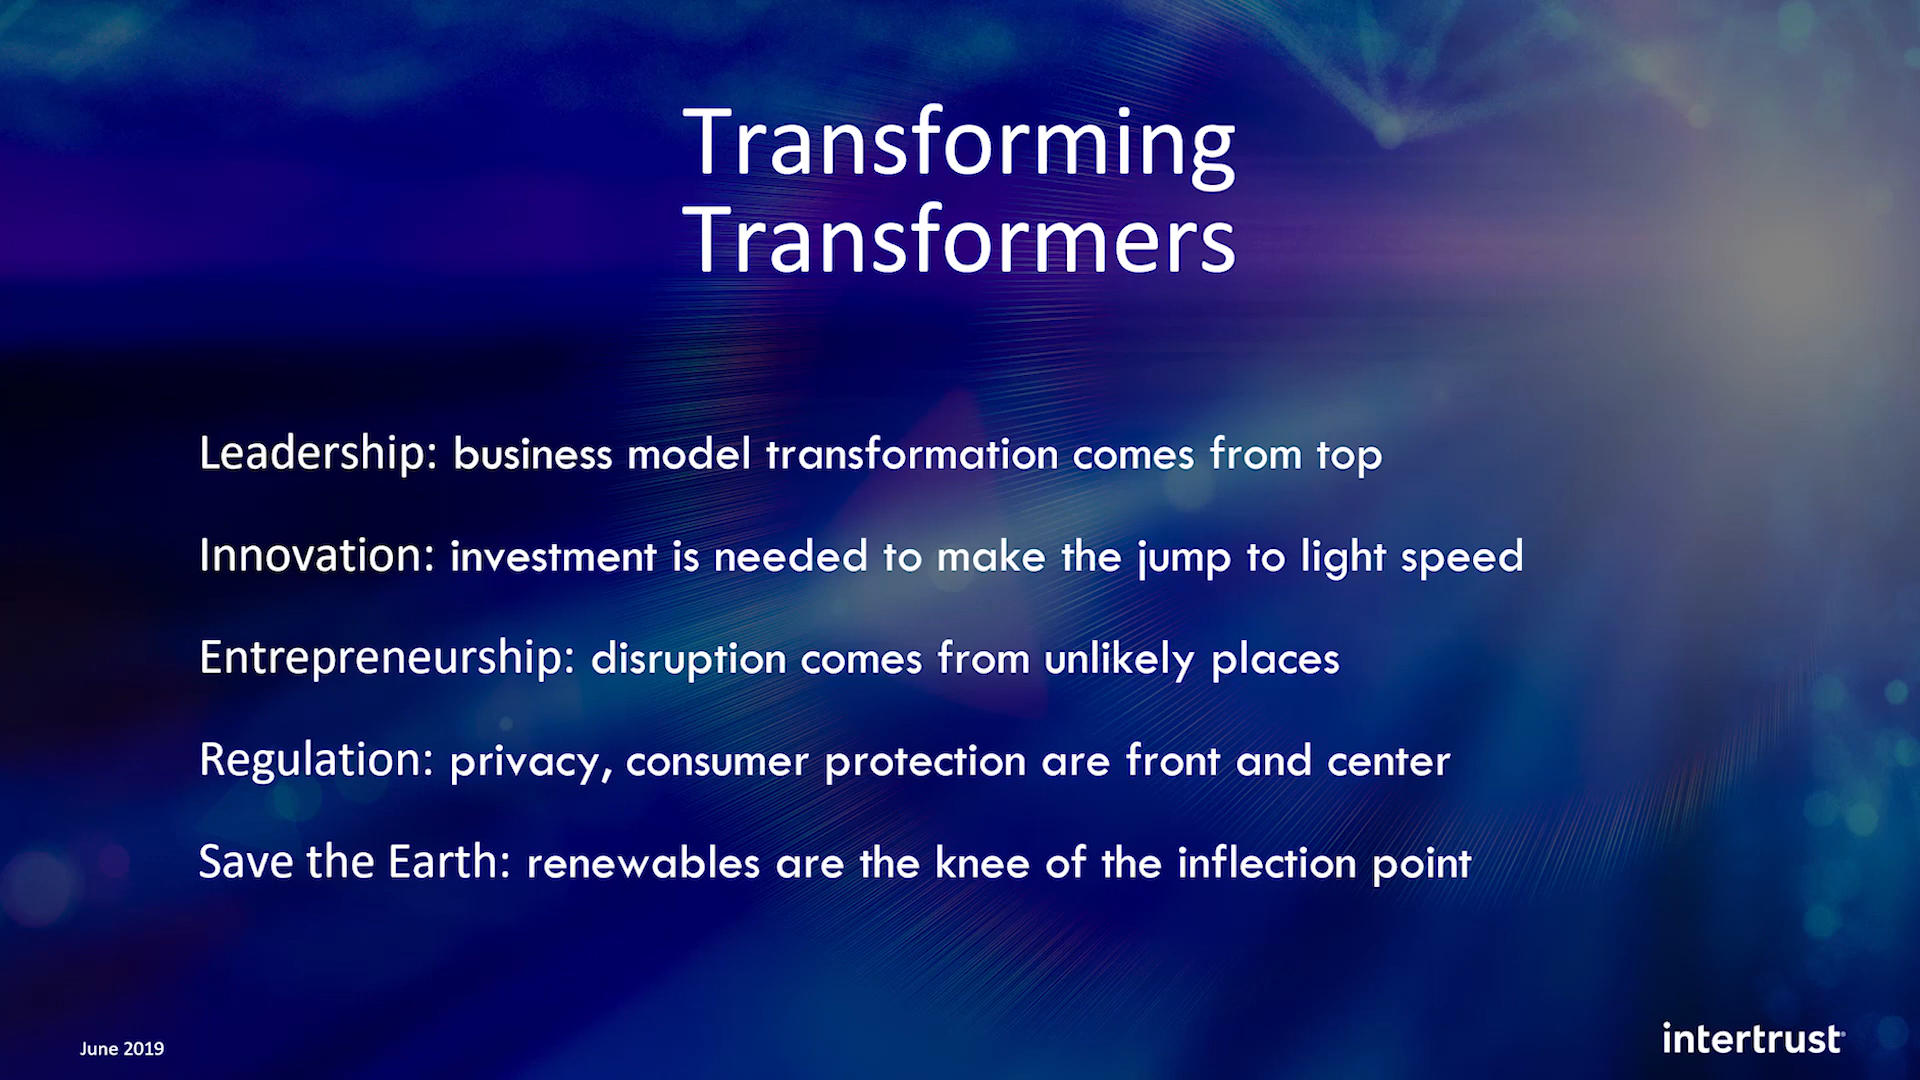 Transforming
Transformers
Leadership: business model transformation comes from top
Innovation: investment is needed to make the jump to light speed
Entrepreneurship: disruption comes from unlikely places
Regulation: privacy, consumer protection are front and center
Save the Earth: renewables are the knee of the inflection point
June 2019
intertrust